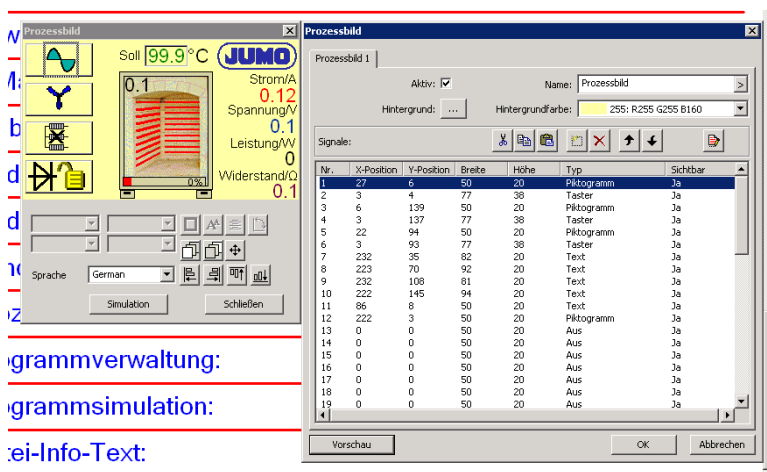 Prozessbild
Soll 99.9 °C JUMO
0.1
Strom/A
0.12
Spannung/V
0.1
Leistung/W
0
0%
Widerstand/Ω
0.1
Sprache German
Simulation Schließen
Prozessbild
Prozessbild 1
Aktiv: Name: Prozessbild >
Hintergrund: ... Hintergrundfarbe: 255: R255 G255 B160
Signale:
Nr. X-Position Y-Position Breite Höhe Typ Sichtbar
1 27 6 50 20 Piktogramm Ja
2 3 4 77 38 Taster Ja
3 6 139 50 20 Piktogramm Ja
4 3 137 77 38 Taster Ja
5 22 94 50 20 Piktogramm Ja
6 3 93 77 38 Taster Ja
7 232 35 82 20 Text Ja
8 223 70 92 20 Text Ja
9 232 108 81 20 Text Ja
10 222 145 94 20 Text Ja
11 86 8 50 20 Text Ja
12 222 3 50 20 Piktogramm Ja
13 0 0 50 20 Aus Ja
14 0 0 50 20 Aus Ja
15 0 0 50 20 Aus Ja
16 0 0 50 20 Aus Ja
17 0 0 50 20 Aus Ja
18 0 0 50 20 Aus Ja
19 0 0 50 20 Aus Ja
Vorschau OK Abbrechen
ogrammverwaltung:
ogrammsimulation:
tei-Info-Text: